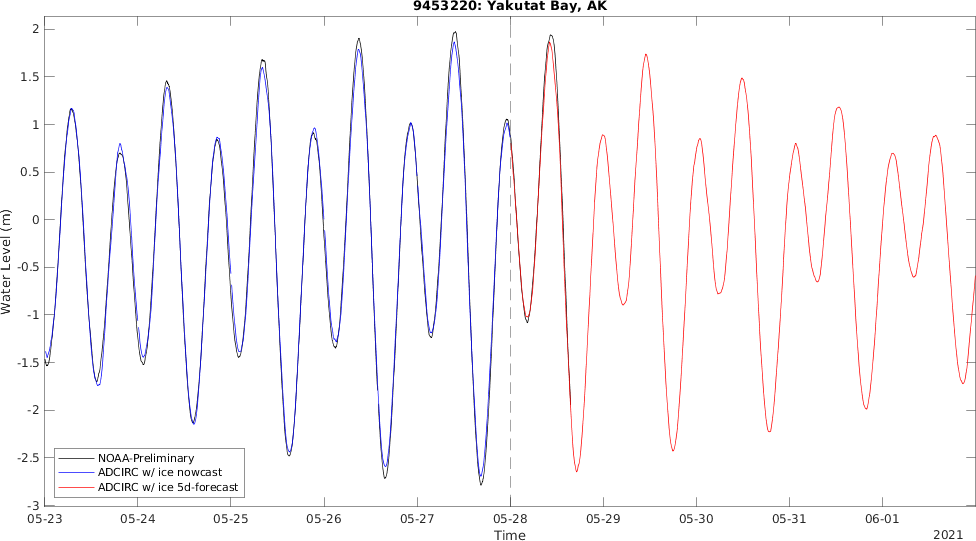 9453220: Yakutat Bay, AK
Water Level (m)
2
1.5
1
0.5
0
-0.5
-1
-1.5
-2
-2.5
-3
NOAA-Preliminary
ADCIRC w/ ice nowcast
ADCIRC w/ ice 5d-forecast
05-23 05-24 05-25 05-26 05-27 05-28 05-29 05-30 05-31 06-01
Time
2021